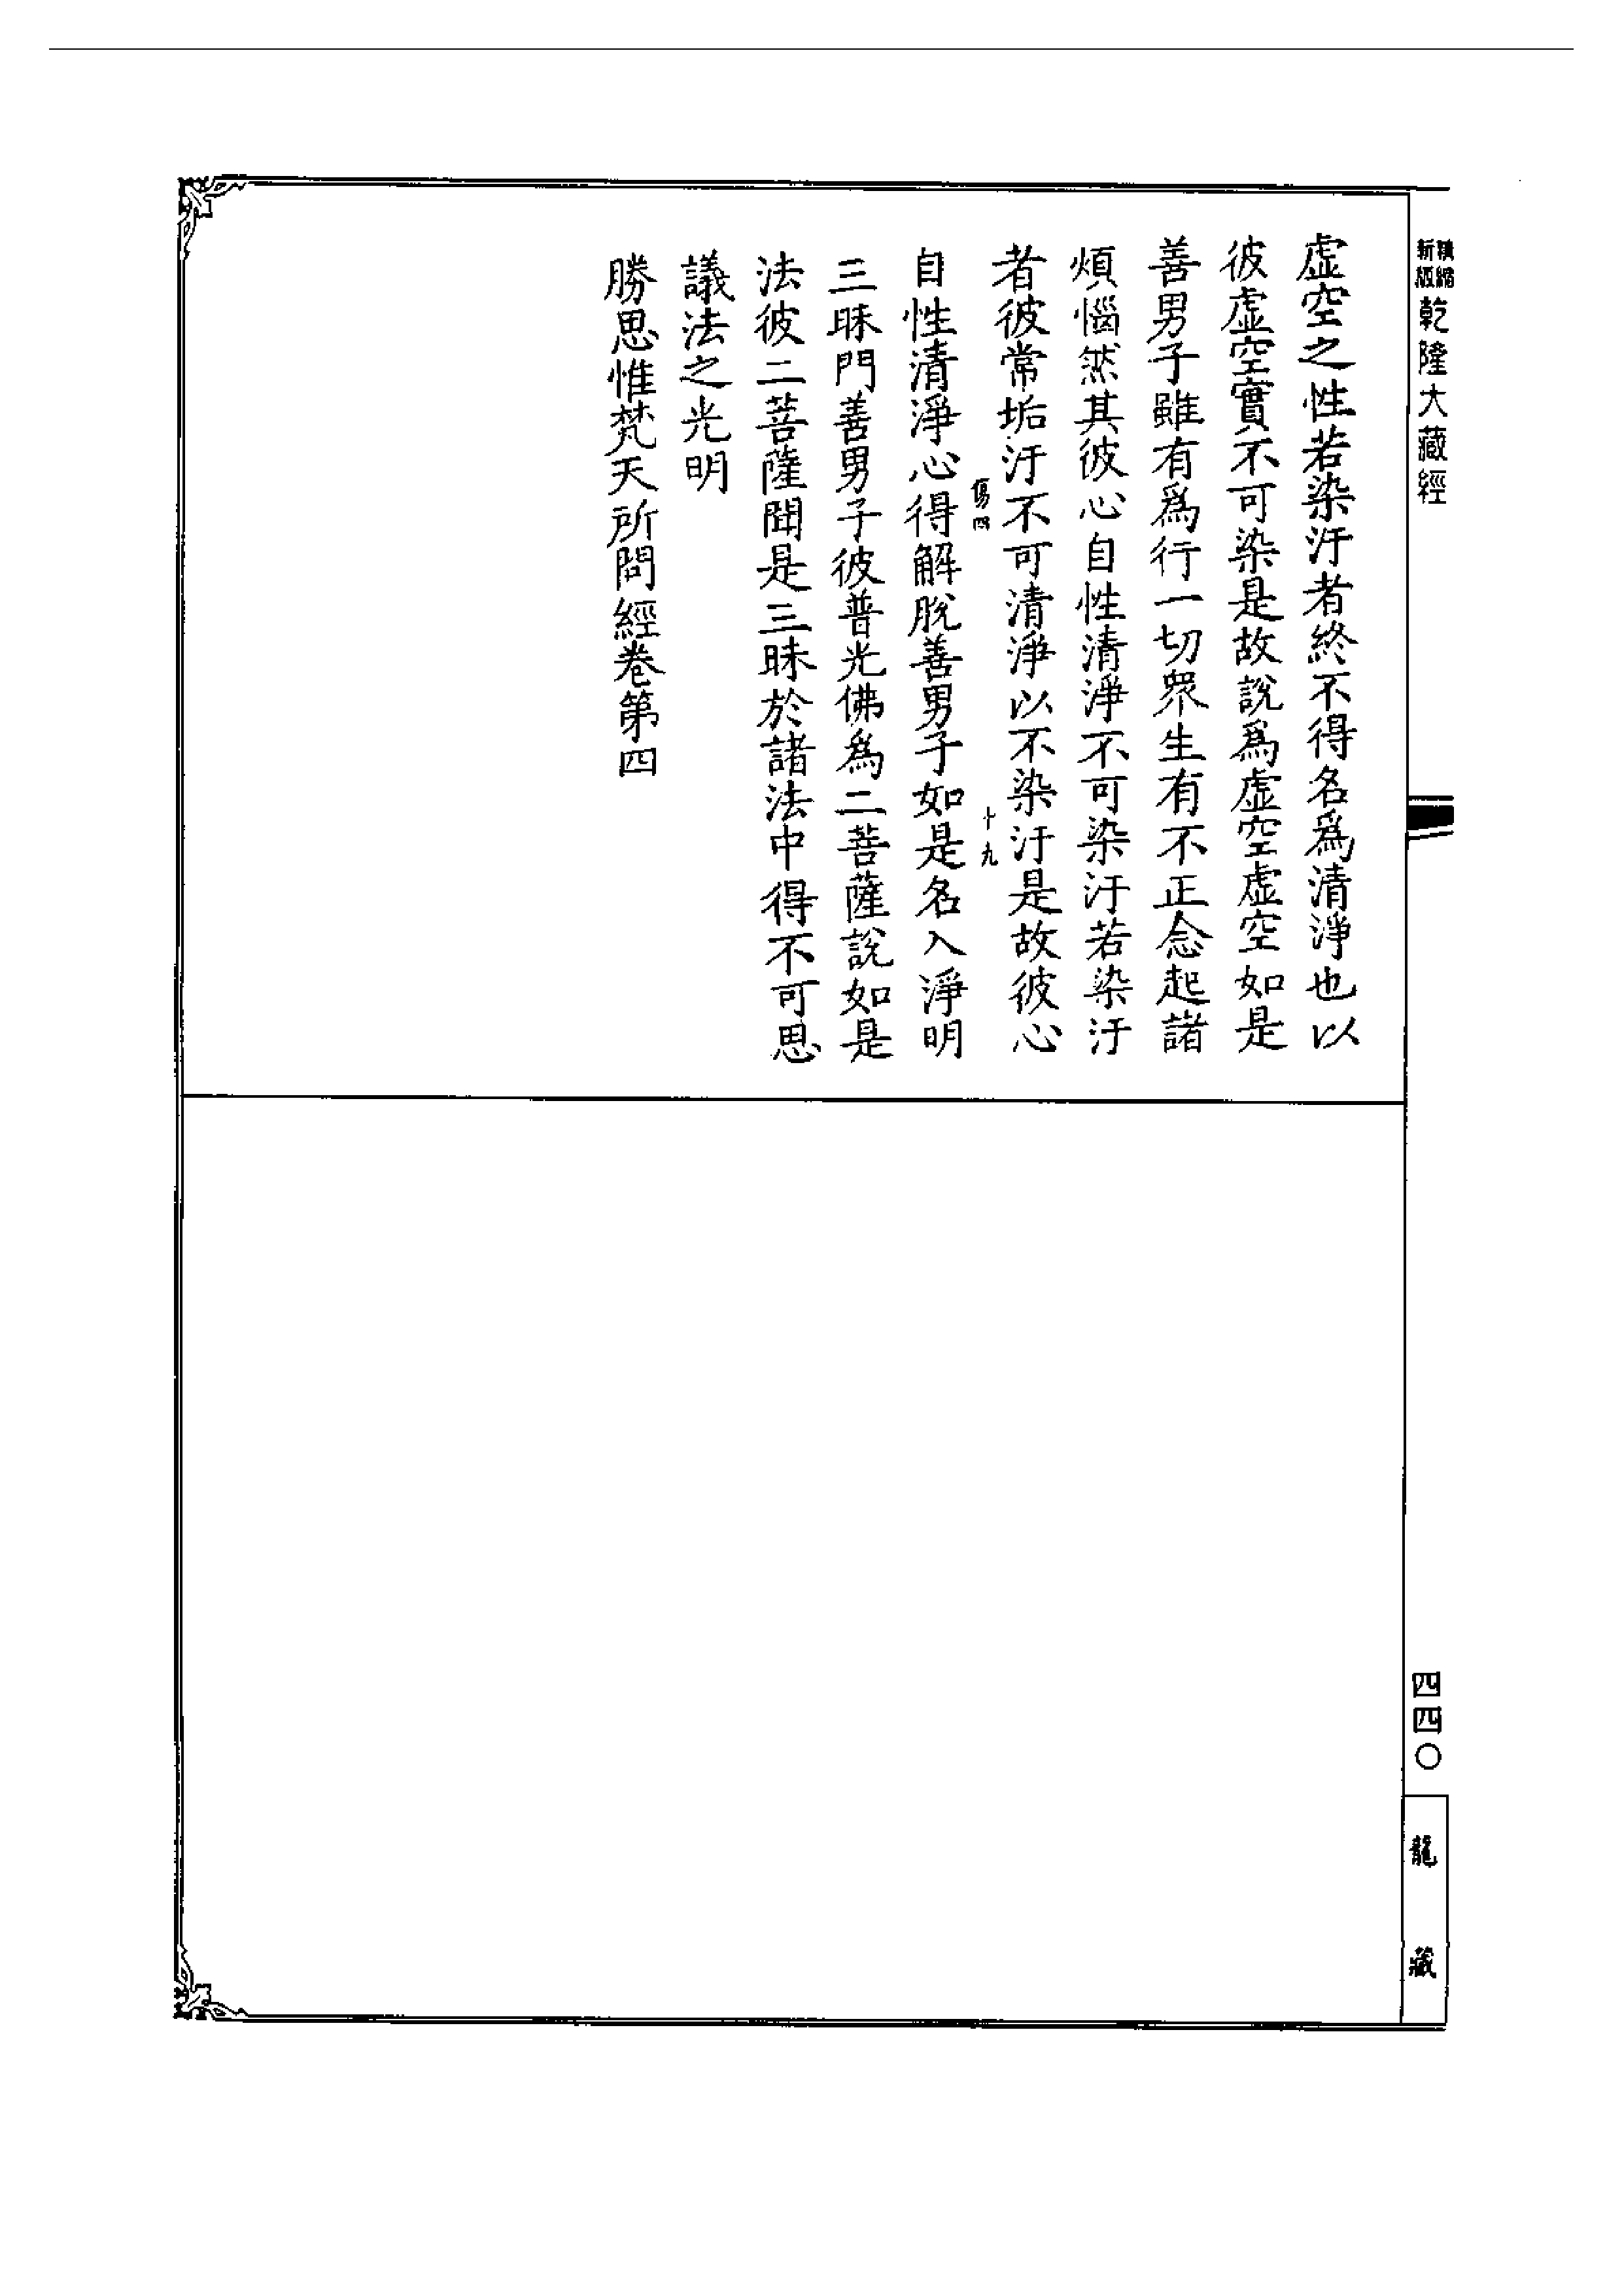 精縮新版乾隆大藏經
虛空之性若染汙者終不得名爲清淨也以
彼虛空實不可染是故說爲虛空虛空如是
善男子雖有爲行一切眾生有不正念起諸
煩惱然其彼心自性清淨不可染汙若染汙
者彼常垢汙不可清淨以不染汙是故彼心
傷四 十九
自性清淨心得解脫善男子如是名入淨明
三昧門善男子彼普光佛爲二菩薩說如是
法彼二菩薩聞是三昧於諸法中得不可思
議法之光明
勝思惟梵天所問經卷第四
四四〇
龍藏